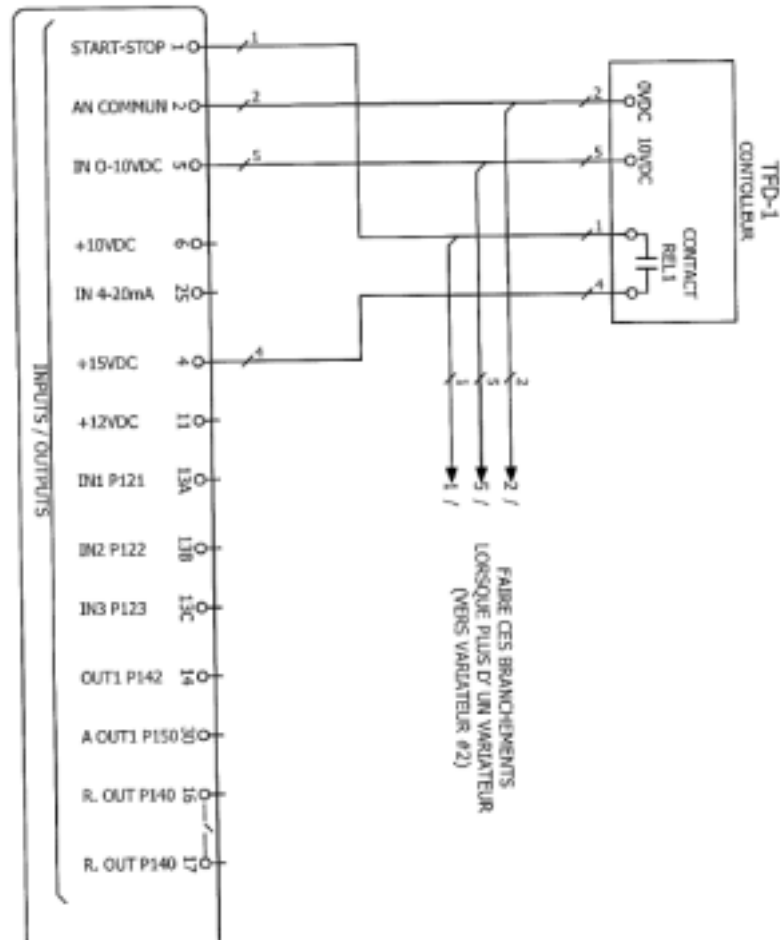 START-STOP 1 1
AN COMMUN 2 2 2 0VDC
IN 0-10VDC 5 5 5 10VDC
+10VDC 6
IN 4-20mA 25
+15VDC 4 4
+12VDC 11
IN1 P121 13A
IN2 P122 13B
IN3 P123 13C
OUT1 P142 14
A OUT1 P150 30
R. OUT P140 16
R. OUT P140 17
INPUTS / OUTPUTS
1
4
CONTACT
REL1
TFD-1
CONTOLLEUR
1 5 2
2 /
5 /
1 /
FAIRE CES BRANCHEMENTS
LORSQUE PLUS D' UN VARIATEUR
(VERS VARIATEUR #2)